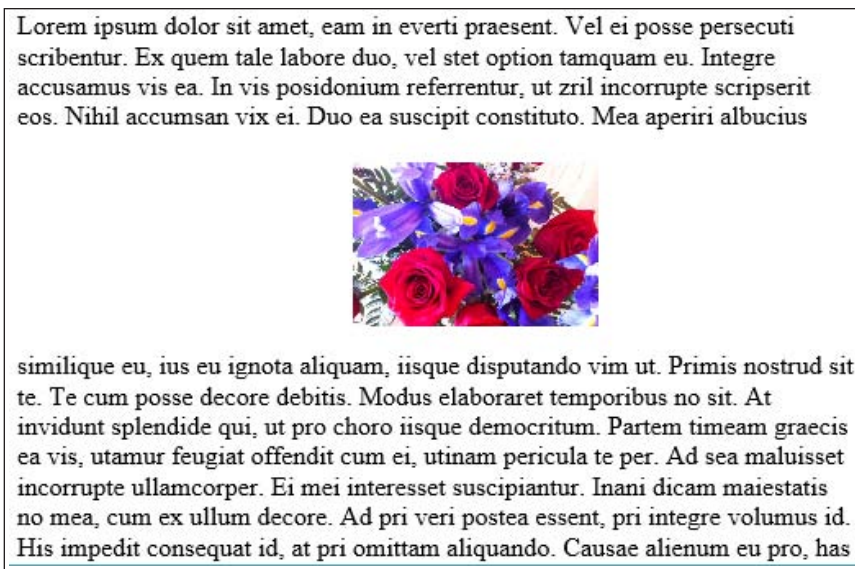 Lorem ipsum dolor sit amet, eam in everti praesent. Vel ei posse persecuti
scribentur. Ex quem tale labore duo, vel stet option tamquam eu. Integre
accusamus vis ea. In vis posidonium referrentur, ut zril incorrupte scripserit
eos. Nihil accumsan vix ei. Duo ea suscipit constituto. Mea aperiri albucius
similique eu, ius eu ignota aliquam, iisque disputando vim ut. Primis nostrud sit
te. Te cum posse decore debitis. Modus elaboraret temporibus no sit. At
invidunt splendide qui, ut pro choro iisque democritum. Partem timeam graecis
ea vis, utamur feugiat offendit cum ei, utinam pericula te per. Ad sea maluisset
incorrupte ullamcorper. Ei mei interesset suscipiantur. Inani dicam maiestatis
no mea, cum ex ullum decore. Ad pri veri postea essent, pri integre volumus id.
His impedit consequat id, at pri omittam aliquando. Causae alienum eu pro, has